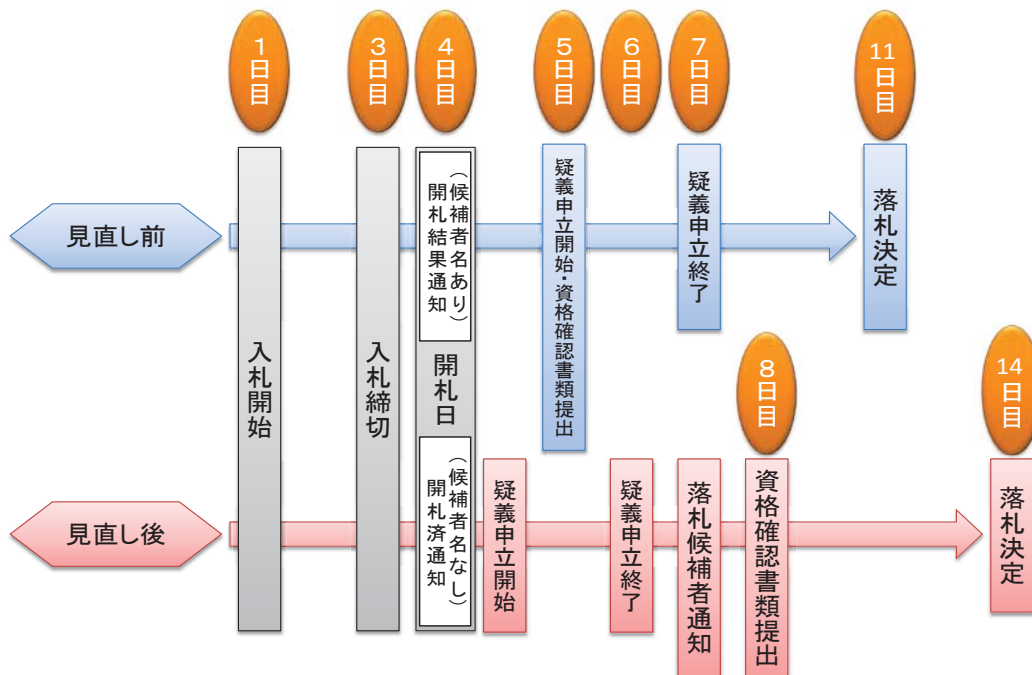 1日目
3日目
4日目
5日目
6日目
7日目
11日目
見直し前
入札開始
入札締切
開札結果通知
（候補者名あり）
開札日
疑義申立開始・資格確認書類提出
疑義申立終了
落札決定
8日目
14日目
見直し後
開札済通知
（候補者名なし）
疑義申立開始
疑義申立終了
落札候補者通知
資格確認書類提出
落札決定